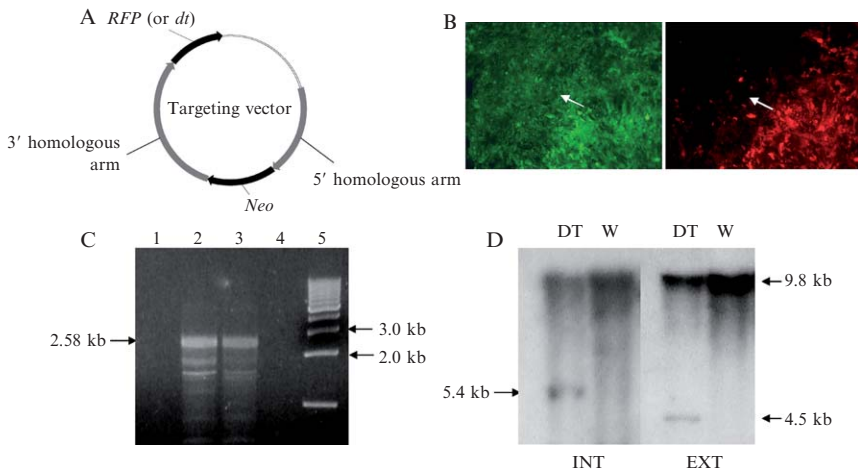 A
RFP (or dt)
Targeting vector
3′ homologous
arm
5′ homologous arm
Neo
B
C
1 2 3 4 5
2.58 kb
3.0 kb
2.0 kb
D
DT W DT W
9.8 kb
5.4 kb
4.5 kb
INT EXT